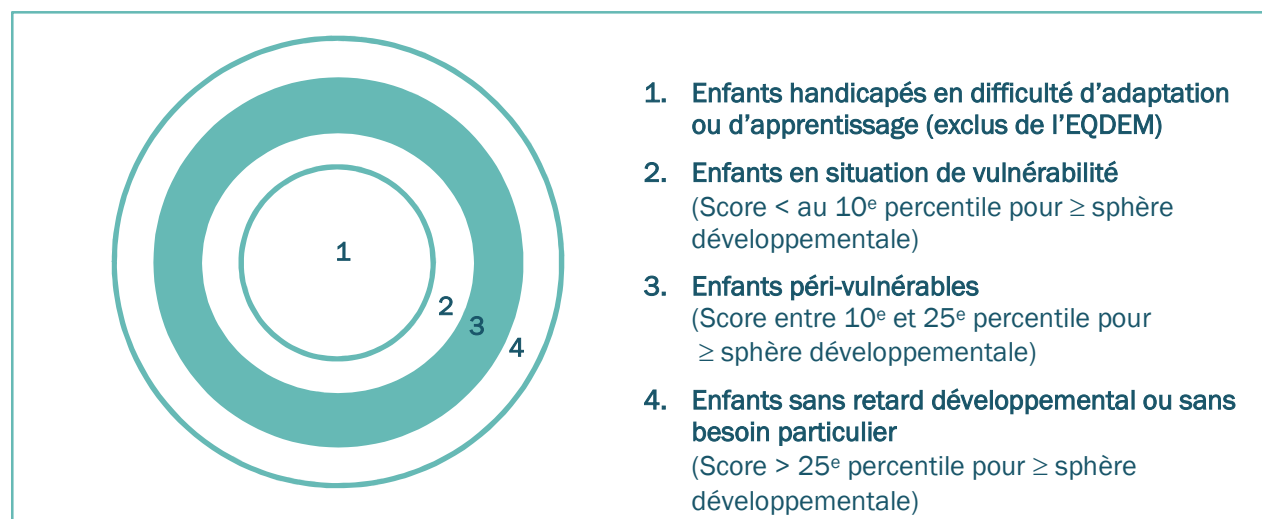 1
2
3
4
1. Enfants handicapés en difficulté d’adaptation
ou d’apprentissage (exclus de l’EQDEM)
2. Enfants en situation de vulnérabilité
(Score < au 10e percentile pour ≥ sphère
développementale)
3. Enfants péri-vulnérables
(Score entre 10e et 25e percentile pour
≥ sphère développementale)
4. Enfants sans retard développemental ou sans
besoin particulier
(Score > 25e percentile pour ≥ sphère
développementale)